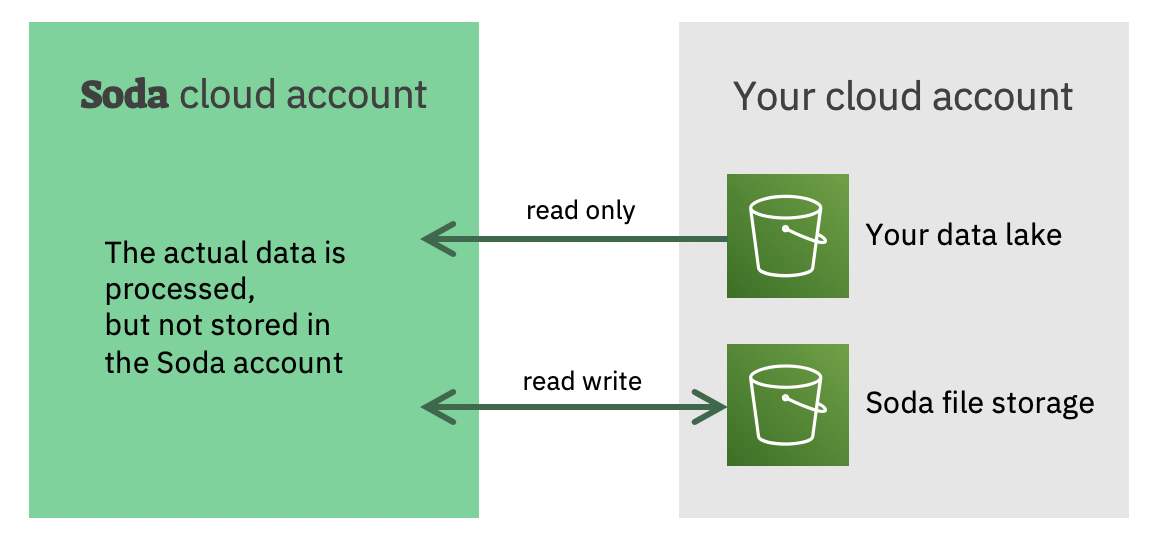 Soda cloud account
The actual data is
processed,
but not stored in
the Soda account
read only
read write
Your cloud account
Your data lake
Soda file storage